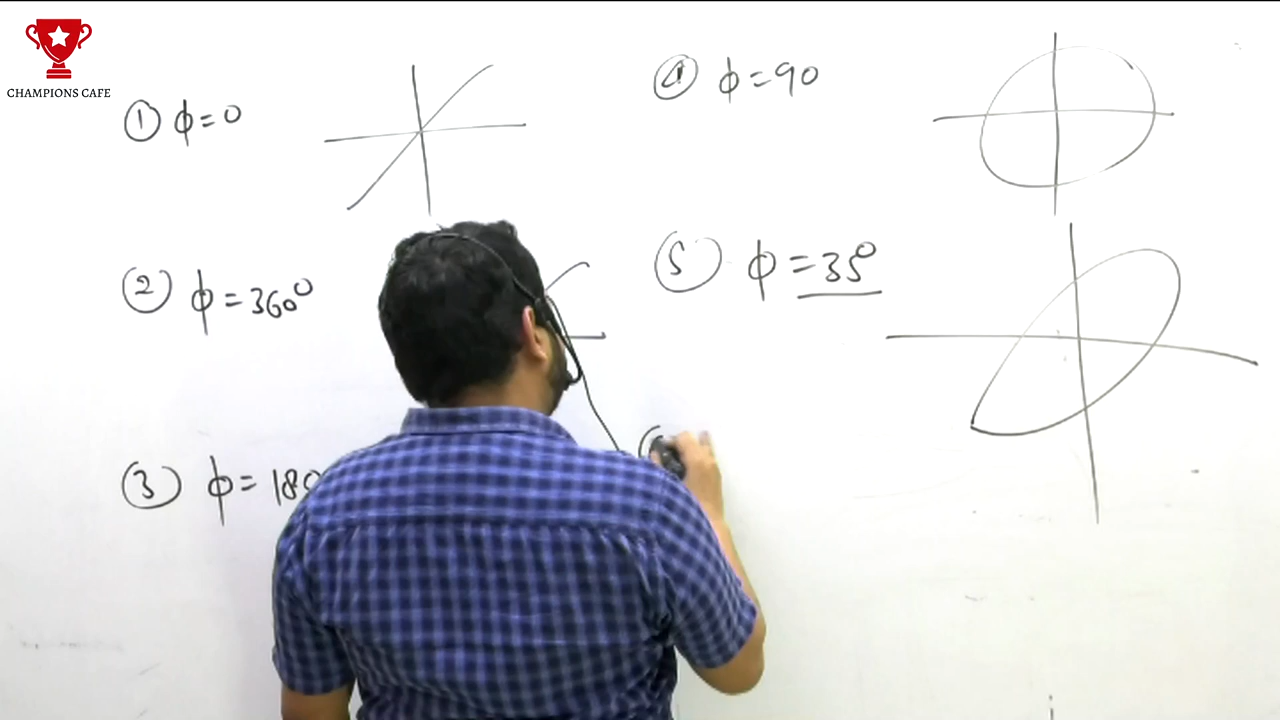 CHAMPIONS CAFE
① ϕ = 0
② ϕ = 360°
③ ϕ = 180
④ ϕ = 90
⑤ ϕ = 35°